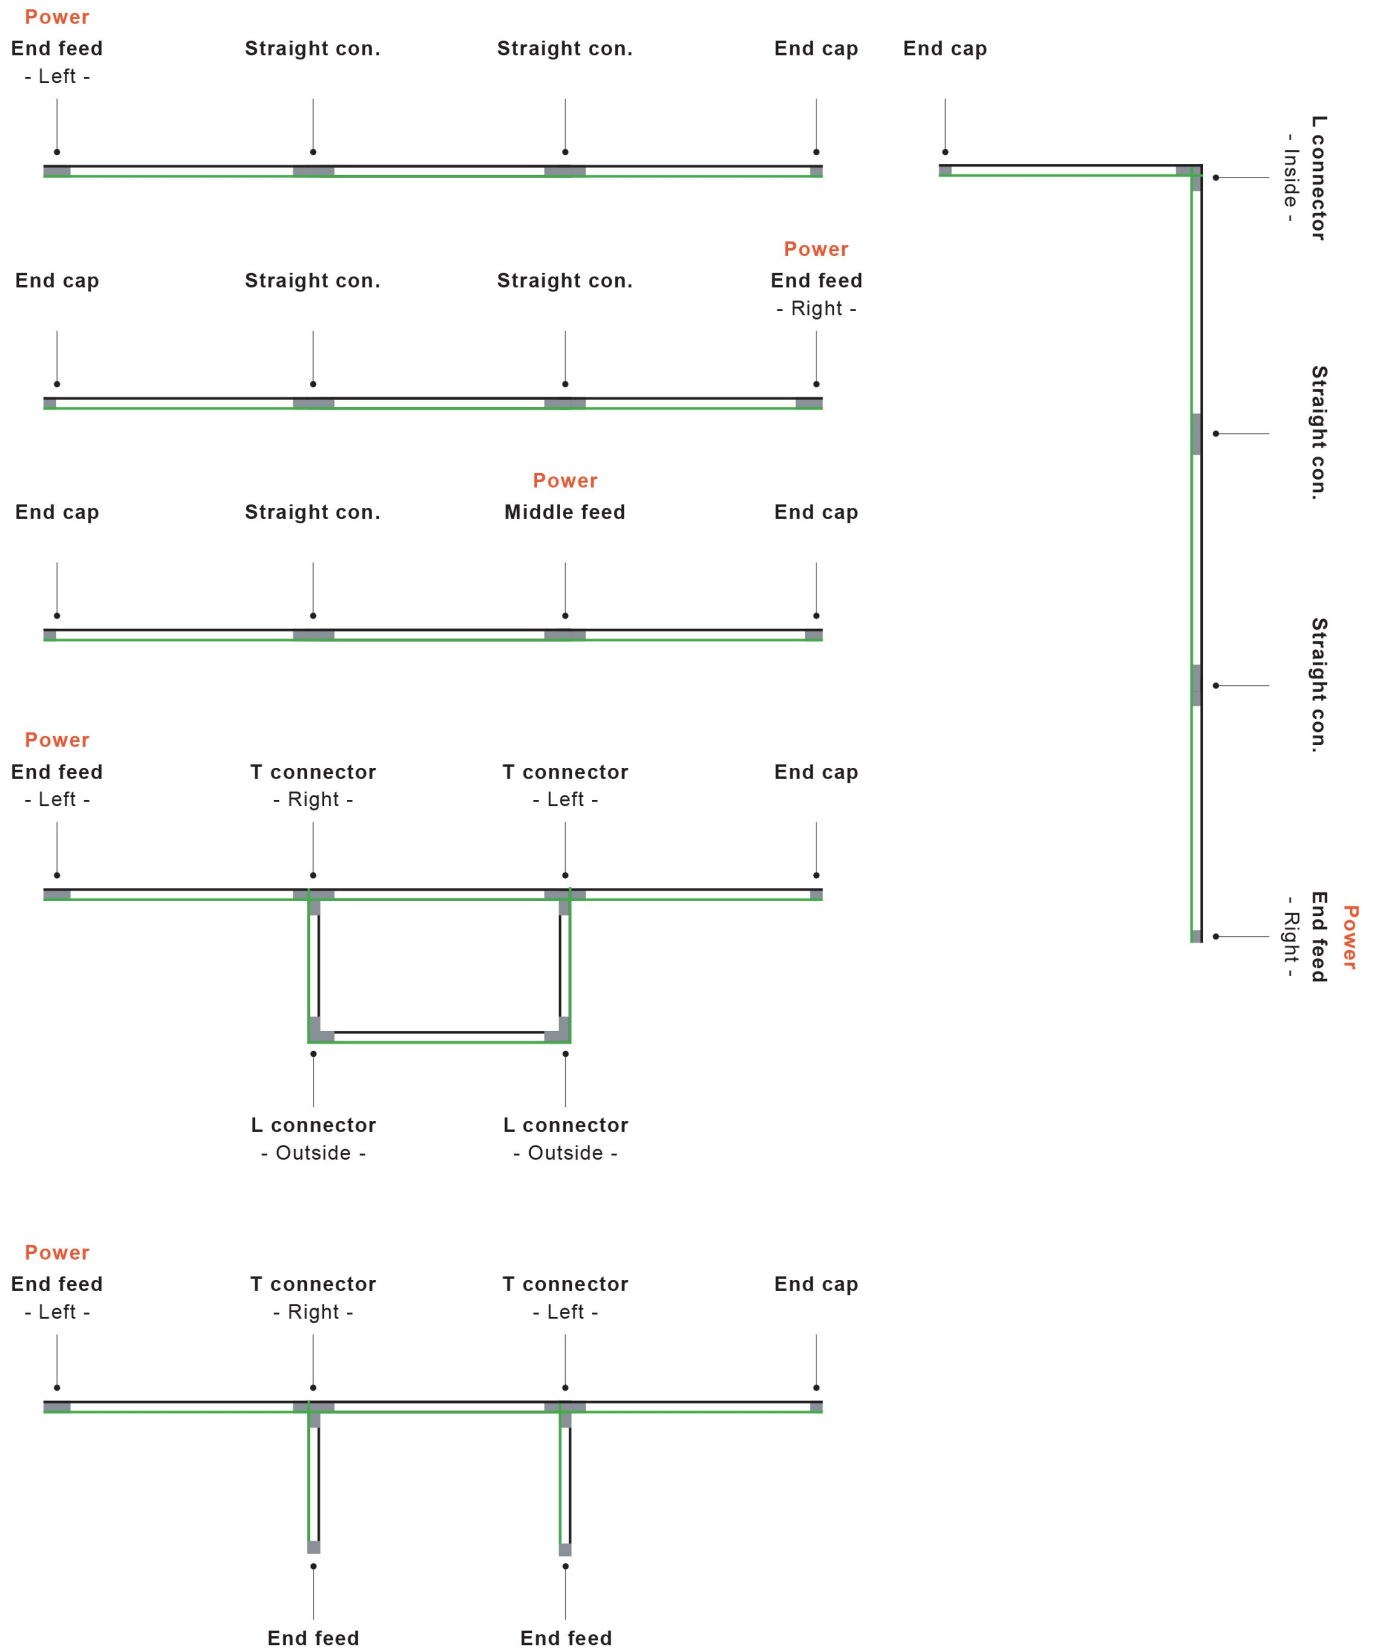 Power
End feed
- Left -
Straight con.
Straight con.
End cap
End cap
L connector
- Inside -
Straight con.
Straight con.
Power
End feed
- Right -
End cap
Straight con.
Straight con.
Power
End feed
- Right -
End cap
Straight con.
Power
Middle feed
End cap
Power
End feed
- Left -
T connector
- Right -
T connector
- Left -
End cap
L connector
- Outside -
L connector
- Outside -
Power
End feed
- Left -
T connector
- Right -
T connector
- Left -
End cap
End feed
End feed